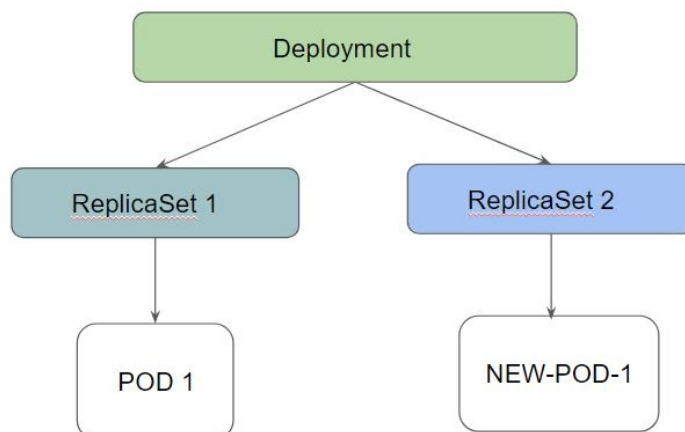 Deployment
ReplicaSet 1
ReplicaSet 2
POD 1
NEW-POD-1